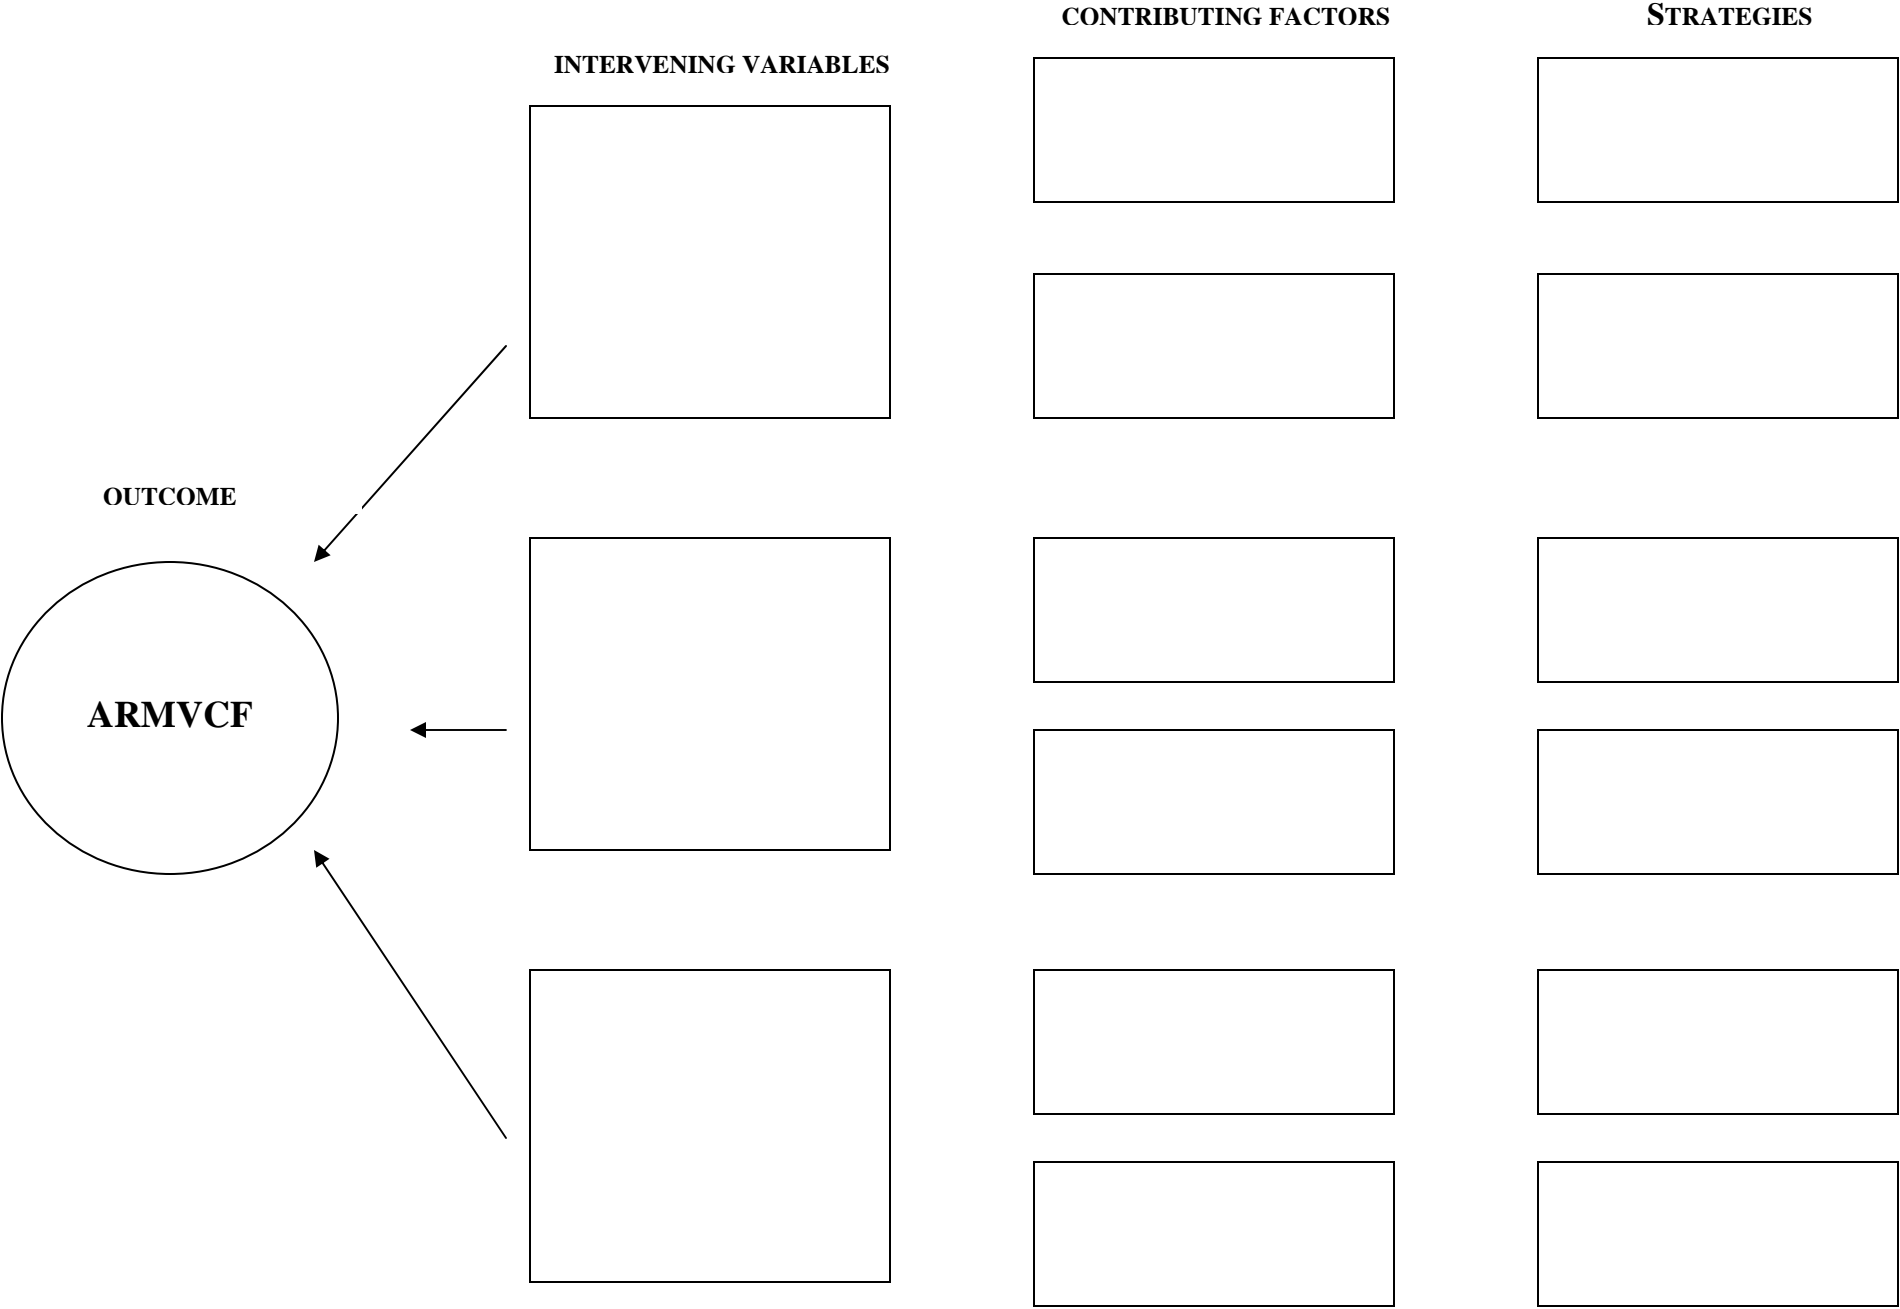 CONTRIBUTING FACTORS
STRATEGIES
INTERVENING VARIABLES
OUTCOME
ARMVCF